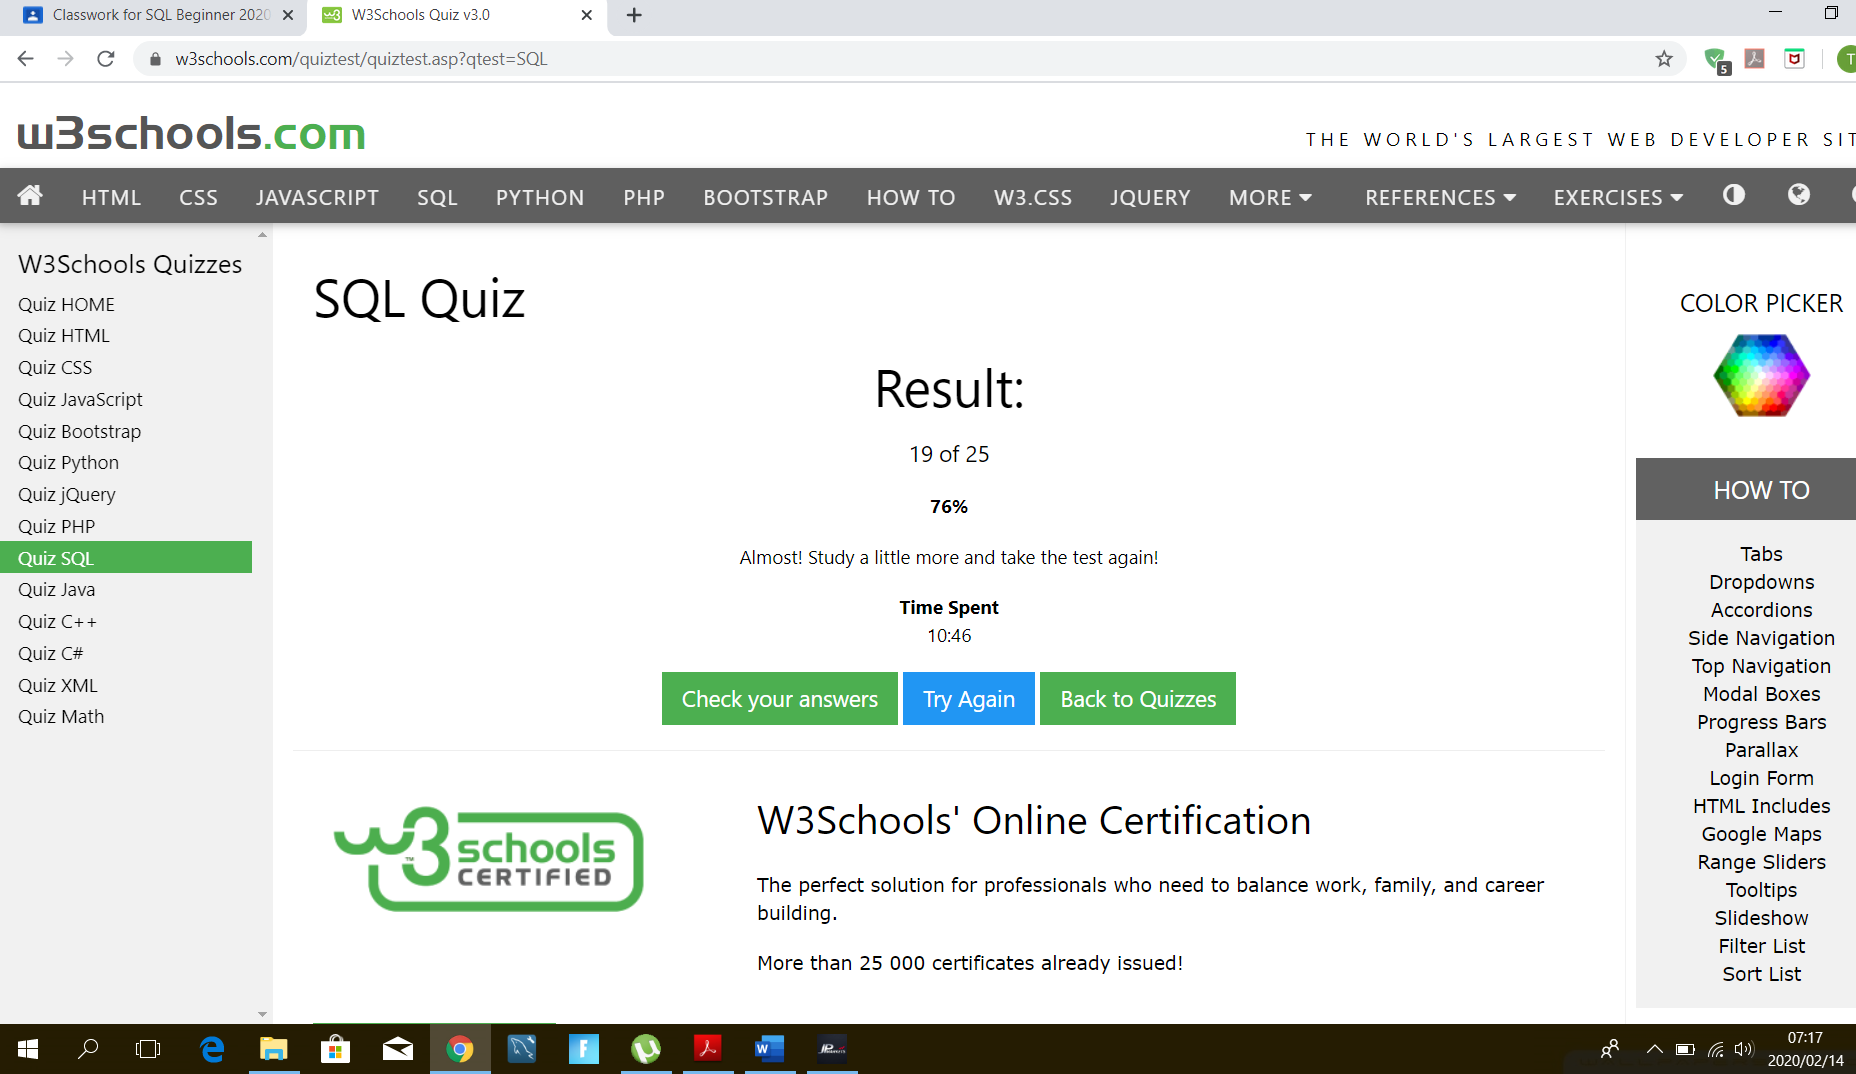 Classwork for SQL Beginner 2020
W3Schools Quiz v3.0
w3schools.com/quiztest/quiztest.asp?qtest=SQL
5
T
w3schools.com
THE WORLD'S LARGEST WEB DEVELOPER SIT
HTML CSS JAVASCRIPT SQL PYTHON PHP BOOTSTRAP HOW TO W3.CSS JQUERY MORE REFERENCES EXERCISES
W3Schools Quizzes
Quiz HOME
Quiz HTML
Quiz CSS
Quiz JavaScript
Quiz Bootstrap
Quiz Python
Quiz jQuery
Quiz PHP
Quiz SQL
Quiz Java
Quiz C++
Quiz C#
Quiz XML
Quiz Math
SQL Quiz
Result:
19 of 25
76%
Almost! Study a little more and take the test again!
Time Spent
10:46
Check your answers
Try Again
Back to Quizzes
w3schools
TM
CERTIFIED
W3Schools' Online Certification
The perfect solution for professionals who need to balance work, family, and career
building.
More than 25 000 certificates already issued!
COLOR PICKER
HOW TO
Tabs
Dropdowns
Accordions
Side Navigation
Top Navigation
Modal Boxes
Progress Bars
Parallax
Login Form
HTML Includes
Google Maps
Range Sliders
Tooltips
Slideshow
Filter List
Sort List
07:17
2020/02/14